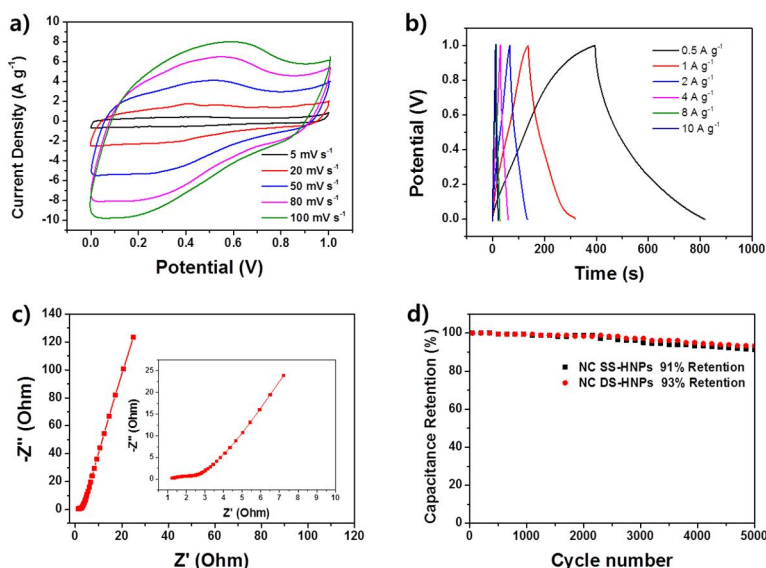 a)
Current Density (A g⁻¹)
10
8
6
4
2
0
-2
-4
-6
-8
-10
5 mV s⁻¹
20 mV s⁻¹
50 mV s⁻¹
80 mV s⁻¹
100 mV s⁻¹
0.0 0.2 0.4 0.6 0.8 1.0
Potential (V)
b)
Potential (V)
1.0
0.8
0.6
0.4
0.2
0.0
0.5 A g⁻¹
1 A g⁻¹
2 A g⁻¹
4 A g⁻¹
8 A g⁻¹
10 A g⁻¹
0 200 400 600 800 1000
Time (s)
c)
-Z'' (Ohm)
140
120
100
80
60
40
20
0
-Z'' (Ohm)
25
20
15
10
5
0
1 2 3 4 5 6 7 8 9 10
Z' (Ohm)
0 20 40 60 80 100 120
Z' (Ohm)
d)
Capacitance Retention (%)
100
80
60
40
20
0
NC SS-HNPs 91% Retention
NC DS-HNPs 93% Retention
0 1000 2000 3000 4000 5000
Cycle number